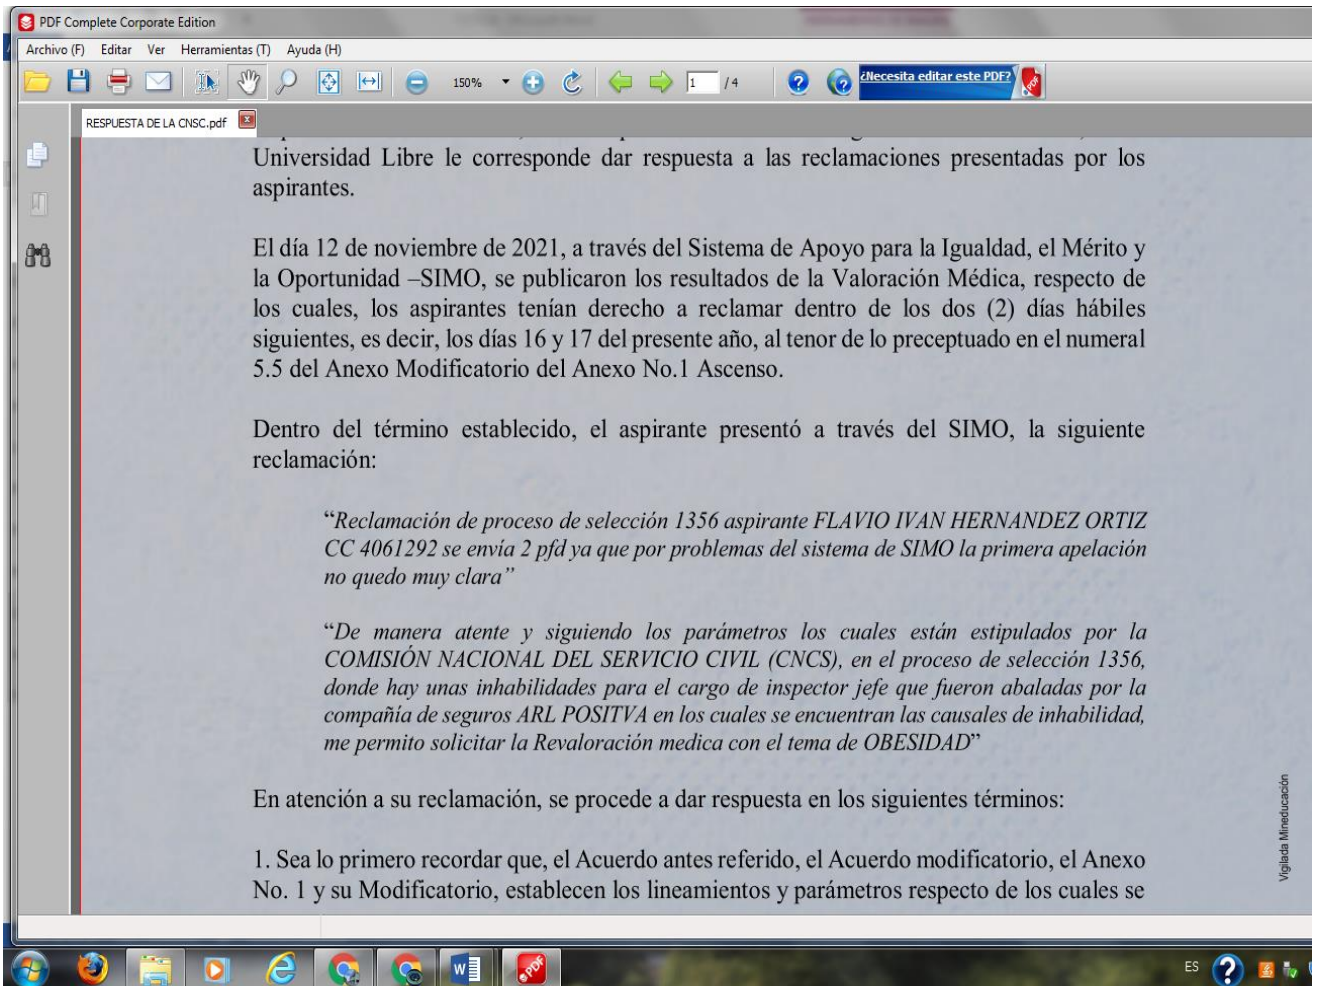 PDF Complete Corporate Edition
Archivo (F) Editar Ver Herramientas (T) Ayuda (H)
150% 1 / 4 ¿Necesita editar este PDF?
RESPUESTA DE LA CNSC.pdf
Universidad Libre le corresponde dar respuesta a las reclamaciones presentadas por los
aspirantes.
El día 12 de noviembre de 2021, a través del Sistema de Apoyo para la Igualdad, el Mérito y
la Oportunidad –SIMO, se publicaron los resultados de la Valoración Médica, respecto de
los cuales, los aspirantes tenían derecho a reclamar dentro de los dos (2) días hábiles
siguientes, es decir, los días 16 y 17 del presente año, al tenor de lo preceptuado en el numeral
5.5 del Anexo Modificatorio del Anexo No.1 Ascenso.
Dentro del término establecido, el aspirante presentó a través del SIMO, la siguiente
reclamación:
“Reclamación de proceso de selección 1356 aspirante FLAVIO IVAN HERNANDEZ ORTIZ
CC 4061292 se envía 2 pfd ya que por problemas del sistema de SIMO la primera apelación
no quedo muy clara”
“De manera atente y siguiendo los parámetros los cuales están estipulados por la
COMISIÓN NACIONAL DEL SERVICIO CIVIL (CNCS), en el proceso de selección 1356,
donde hay unas inhabilidades para el cargo de inspector jefe que fueron abaladas por la
compañía de seguros ARL POSITVA en los cuales se encuentran las causales de inhabilidad,
me permito solicitar la Revaloración medica con el tema de OBESIDAD”
En atención a su reclamación, se procede a dar respuesta en los siguientes términos:
1. Sea lo primero recordar que, el Acuerdo antes referido, el Acuerdo modificatorio, el Anexo
No. 1 y su Modificatorio, establecen los lineamientos y parámetros respecto de los cuales se
Vigilada Mineducación
ES